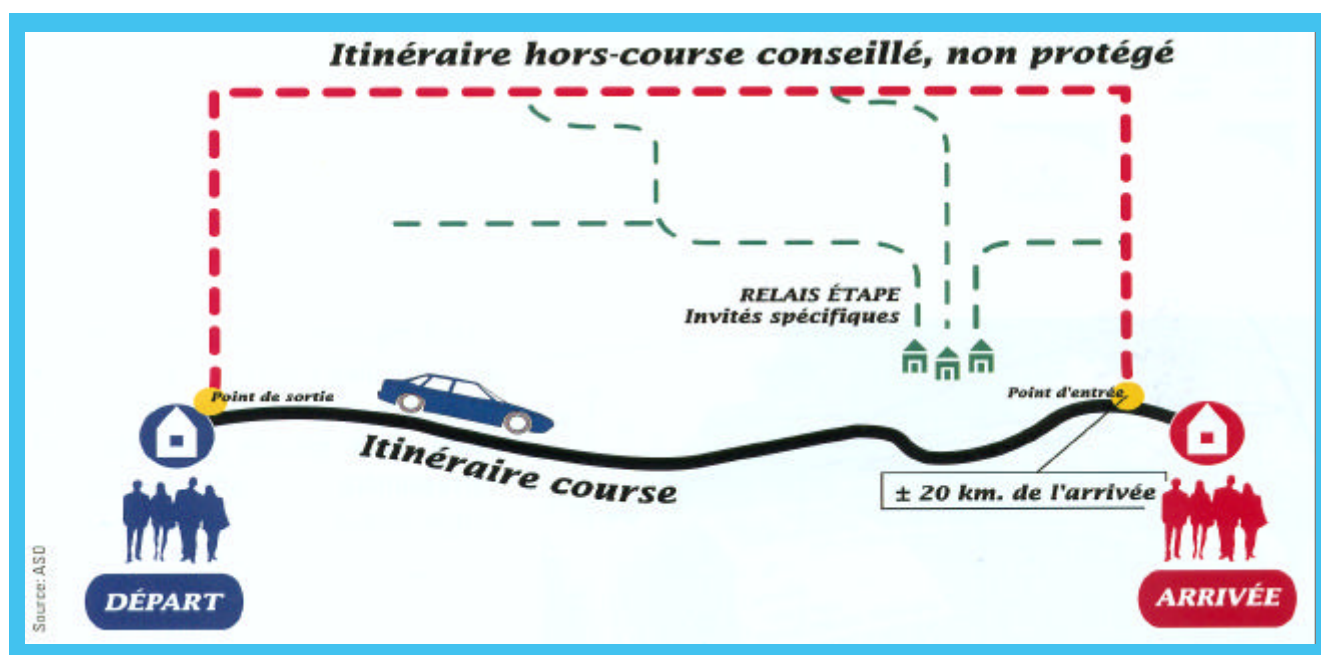 Itinéraire hors-course conseillé, non protégé
RELAIS ÉTAPE
Invités spécifiques
Point de sortie
Point d'entrée
Itinéraire course
± 20 km. de l'arrivée
DÉPART
ARRIVÉE
Source: ASO